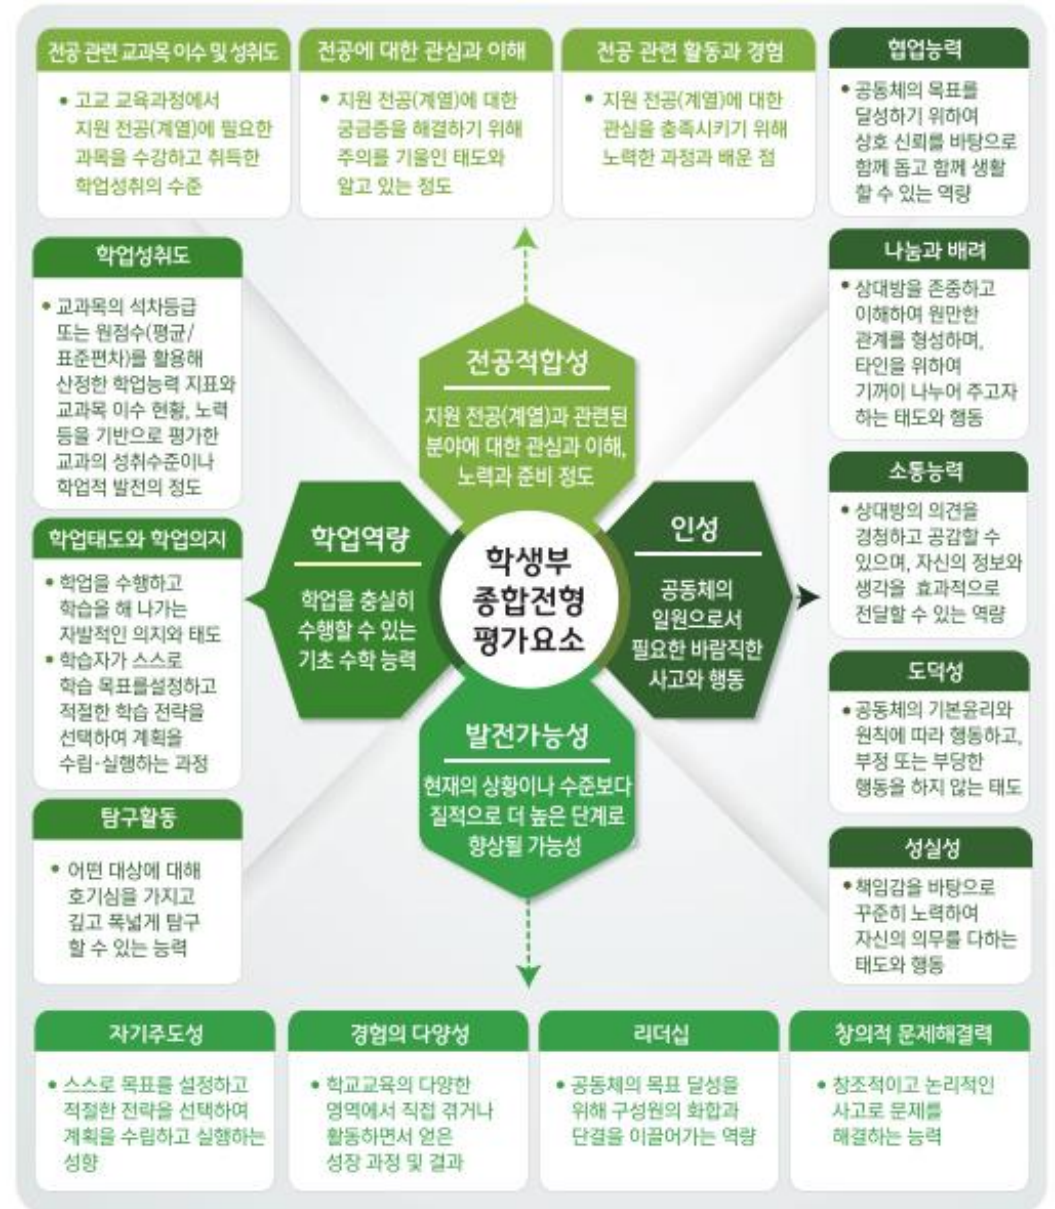 전공 관련 교과목 이수 및 성취도
• 고교 교육과정에서
지원 전공(계열)에 필요한
과목을 수강하고 취득한
학업성취의 수준
전공에 대한 관심과 이해
• 지원 전공(계열)에 대한
궁금증을 해결하기 위해
주의를 기울인 태도와
알고 있는 정도
전공 관련 활동과 경험
• 지원 전공(계열)에 대한
관심을 충족시키기 위해
노력한 과정과 배운 점
협업능력
• 공동체의 목표를
달성하기 위하여
상호 신뢰를 바탕으로
함께 돕고 함께 생활
할 수 있는 역량
학업성취도
• 교과목의 석차등급
또는 원점수(평균/
표준편차)를 활용해
산정한 학업능력 지표와
교과목 이수 현황, 노력
등을 기반으로 평가한
교과의 성취수준이나
학업적 발전의 정도
나눔과 배려
• 상대방을 존중하고
이해하여 원만한
관계를 형성하며,
타인을 위하여
기꺼이 나누어 주고자
하는 태도와 행동
전공적합성
지원 전공(계열)과 관련된
분야에 대한 관심과 이해,
노력과 준비 정도
학업태도와 학업의지
• 학업을 수행하고
학습을 해 나가는
자발적인 의지와 태도
• 학습자가 스스로
학습 목표를설정하고
적절한 학습 전략을
선택하여 계획을
수립·실행하는 과정
학업역량
학업을 충실히
수행할 수 있는
기초 수학 능력
학생부
종합전형
평가요소
인성
공동체의
일원으로서
필요한 바람직한
사고와 행동
소통능력
• 상대방의 의견을
경청하고 공감할 수
있으며, 자신의 정보와
생각을 효과적으로
전달할 수 있는 역량
도덕성
• 공동체의 기본윤리와
원칙에 따라 행동하고,
부정 또는 부당한
행동을 하지 않는 태도
발전가능성
현재의 상황이나 수준보다
질적으로 더 높은 단계로
향상될 가능성
탐구활동
• 어떤 대상에 대해
호기심을 가지고
깊고 폭넓게 탐구
할 수 있는 능력
성실성
• 책임감을 바탕으로
꾸준히 노력하여
자신의 의무를 다하는
태도와 행동
자기주도성
• 스스로 목표를 설정하고
적절한 전략을 선택하여
계획을 수립하고 실행하는
성향
경험의 다양성
• 학교교육의 다양한
영역에서 직접 겪거나
활동하면서 얻은
성장 과정 및 결과
리더십
• 공동체의 목표 달성을
위해 구성원의 화합과
단결을 이끌어가는 역량
창의적 문제해결력
• 창조적이고 논리적인
사고로 문제를
해결하는 능력